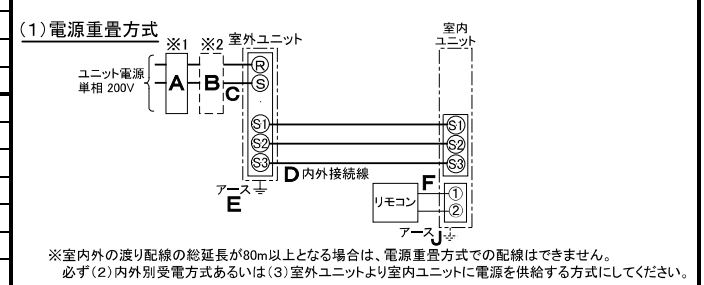 (1)電源重畳方式
※1 ※2 室外ユニット 室内
ユニット
ユニット電源
単相 200V
A B C
R
S
S1 S1
S2 S2
S3 S3
D 内外接続線
アース
E
リモコン
F
①
②
アース J
※室内外の渡り配線の総延長が80m以上となる場合は、電源重畳方式での配線はできません。
必ず(2)内外別受電方式あるいは(3)室外ユニットより室内ユニットに電源を供給する方式にしてください。